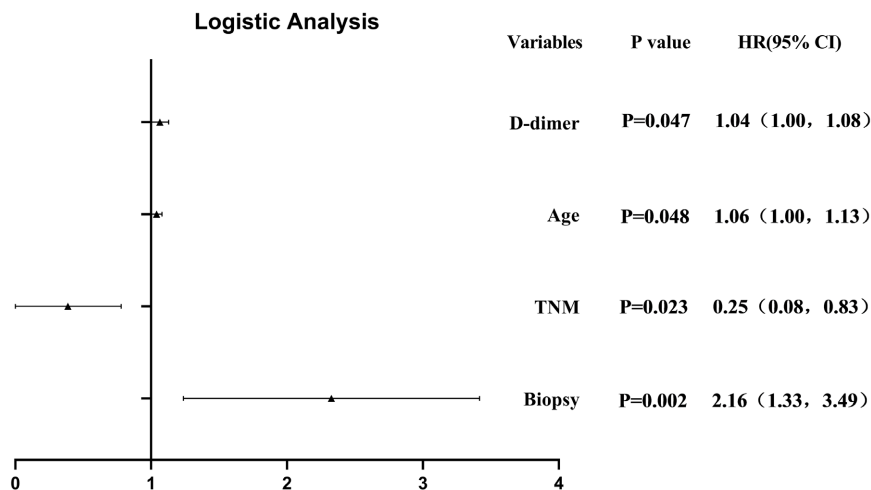 Logistic Analysis
Variables P value HR(95% CI)
D-dimer P=0.047 1.04（1.00，1.08）
Age P=0.048 1.06（1.00，1.13）
TNM P=0.023 0.25（0.08，0.83）
Biopsy P=0.002 2.16（1.33，3.49）
0 1 2 3 4